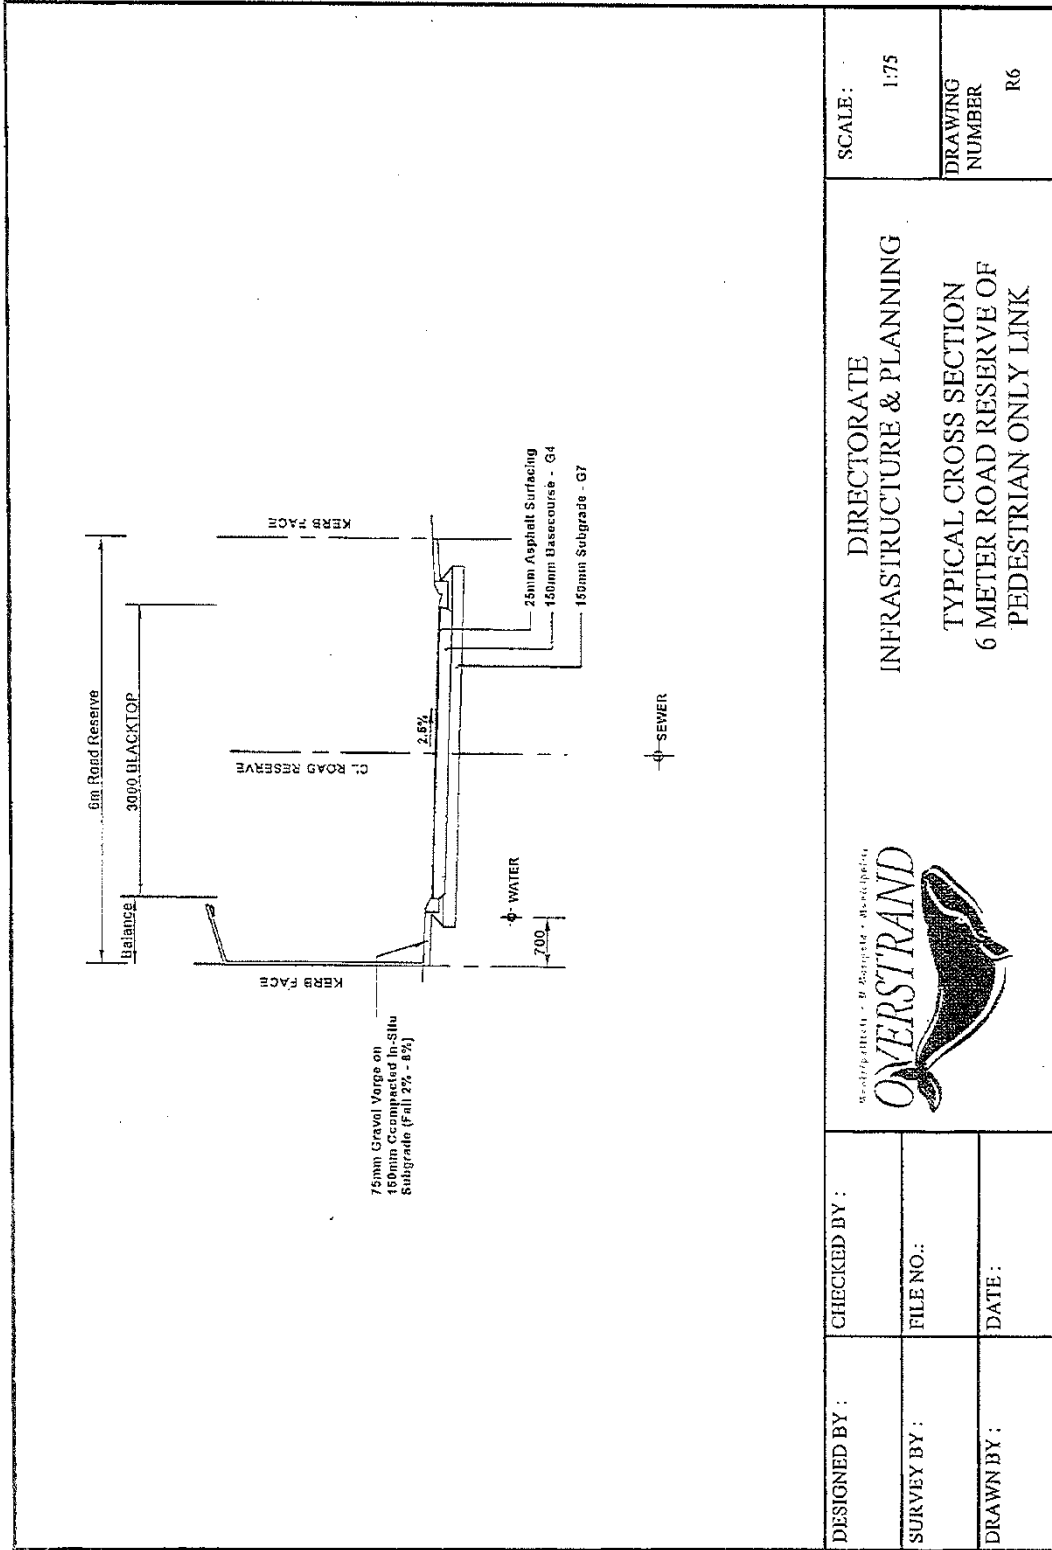 6m Road Reserve
Balance
3000 BLACKTOP
KERB FACE
CL ROAD RESERVE
KERB FACE
2.5%
75mm Gravel Verge on
150mm Ccompacted In-Situ
Subgrade (Fall 2% - 8%)
25mm Asphalt Surfacing
150mm Basecourse - G4
150mm Subgrade - G7
700
WATER
SEWER
DESIGNED BY :
CHECKED BY :
SURVEY BY :
FILE NO.:
DRAWN BY :
DATE :
OVERSTRAND
DIRECTORATE
INFRASTRUCTURE & PLANNING
TYPICAL CROSS SECTION
6 METER ROAD RESERVE OF
PEDESTRIAN ONLY LINK
SCALE :
1:75
DRAWING
NUMBER
R6